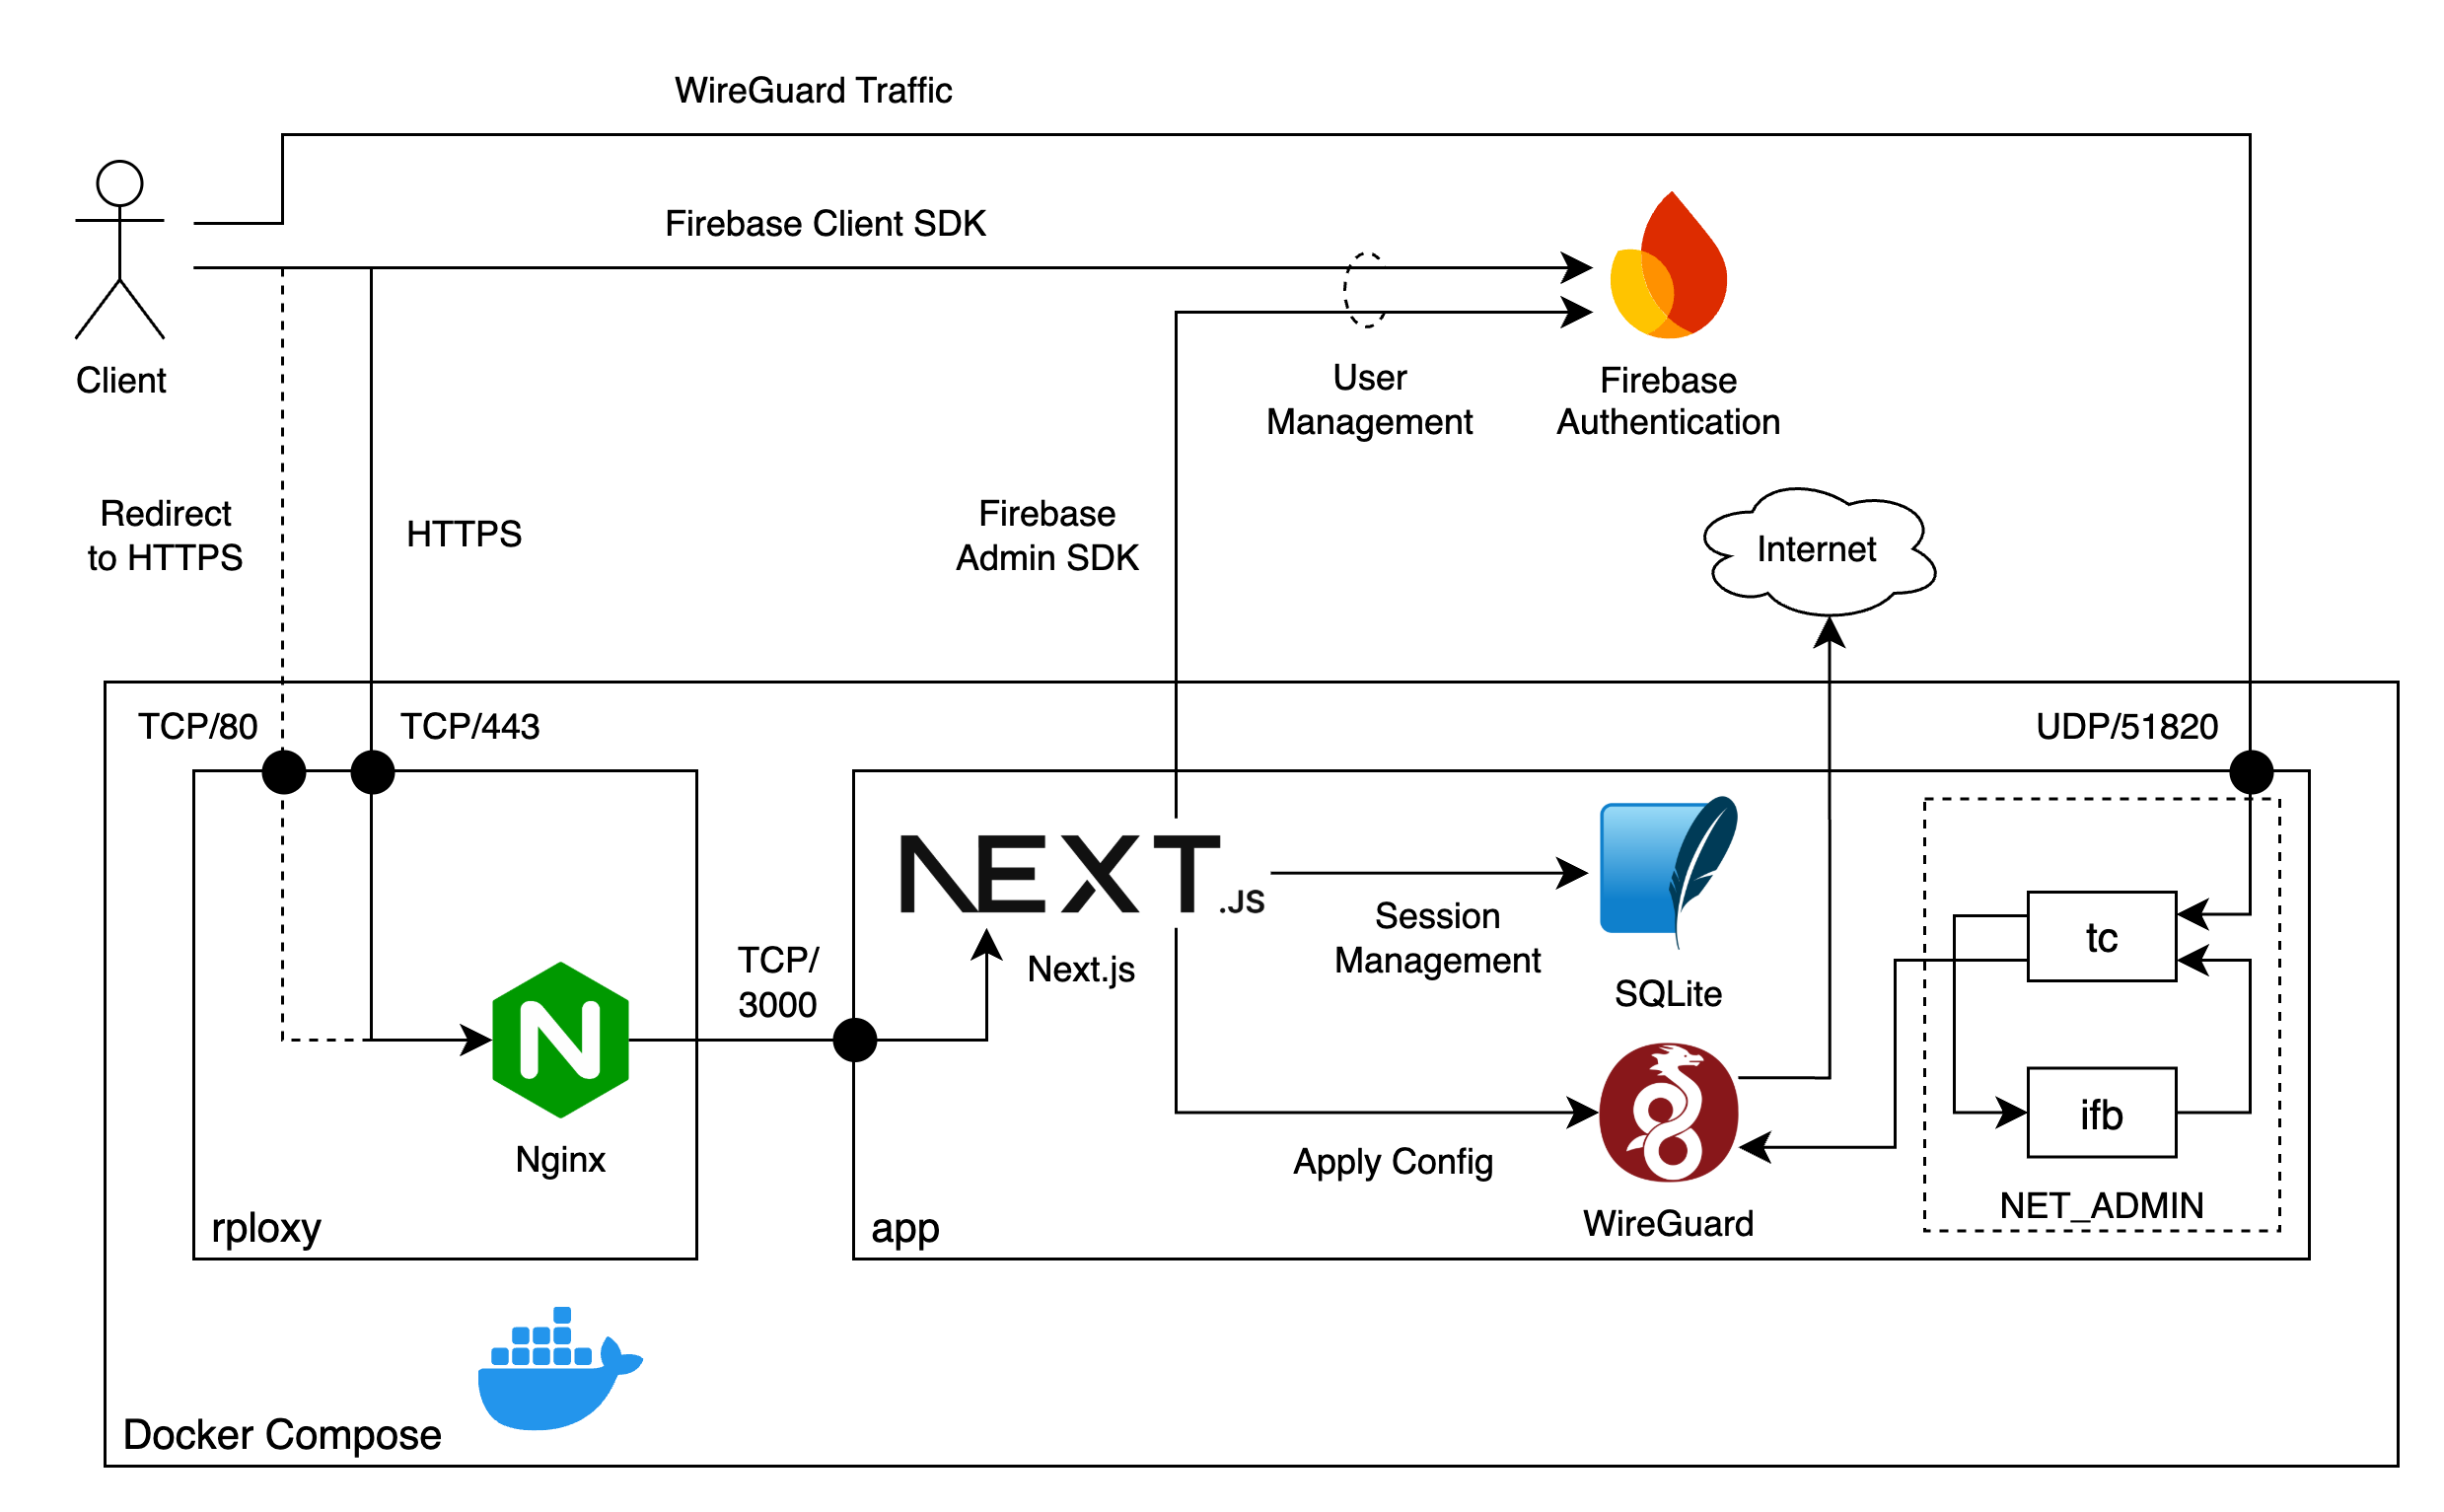 WireGuard Traffic
Firebase Client SDK
Client
User
Management
Firebase
Authentication
Redirect
to HTTPS
HTTPS
Firebase
Admin SDK
Internet
TCP/80
TCP/443
UDP/51820
NEXT.JS
Next.js
Session
Management
SQLite
tc
TCP/
3000
N
Nginx
ifb
Apply Config
WireGuard
NET_ADMIN
rploxy
app
Docker Compose